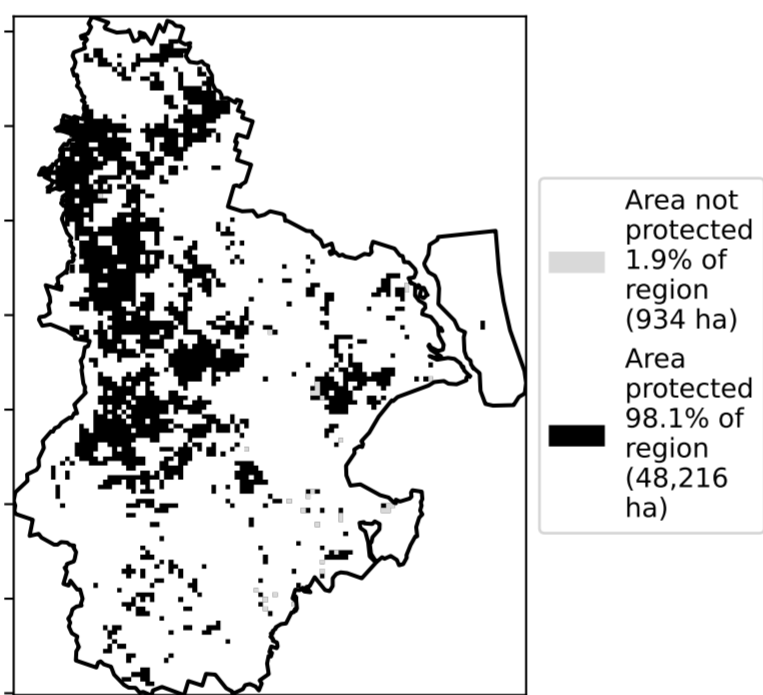 Area not
protected
1.9% of
region
(934 ha)
Area
protected
98.1% of
region
(48,216
ha)